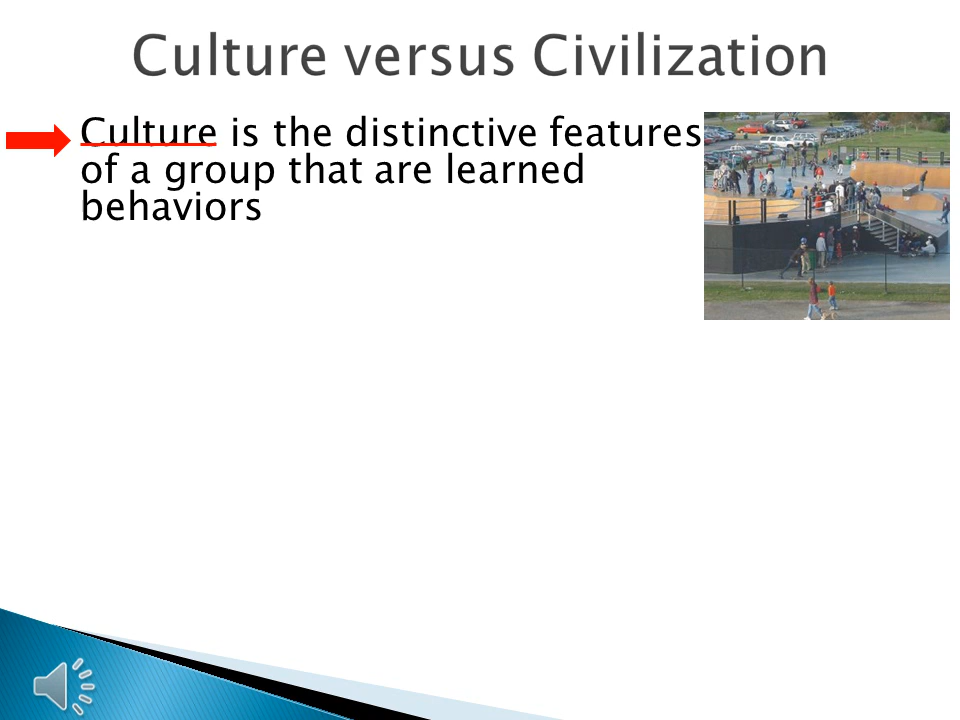 Culture versus Civilization
Culture is the distinctive features
of a group that are learned
behaviors